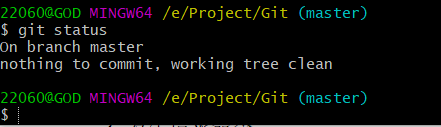 22060@GOD MINGW64 /e/Project/Git (master)
$ git status
On branch master
nothing to commit, working tree clean
22060@GOD MINGW64 /e/Project/Git (master)
$